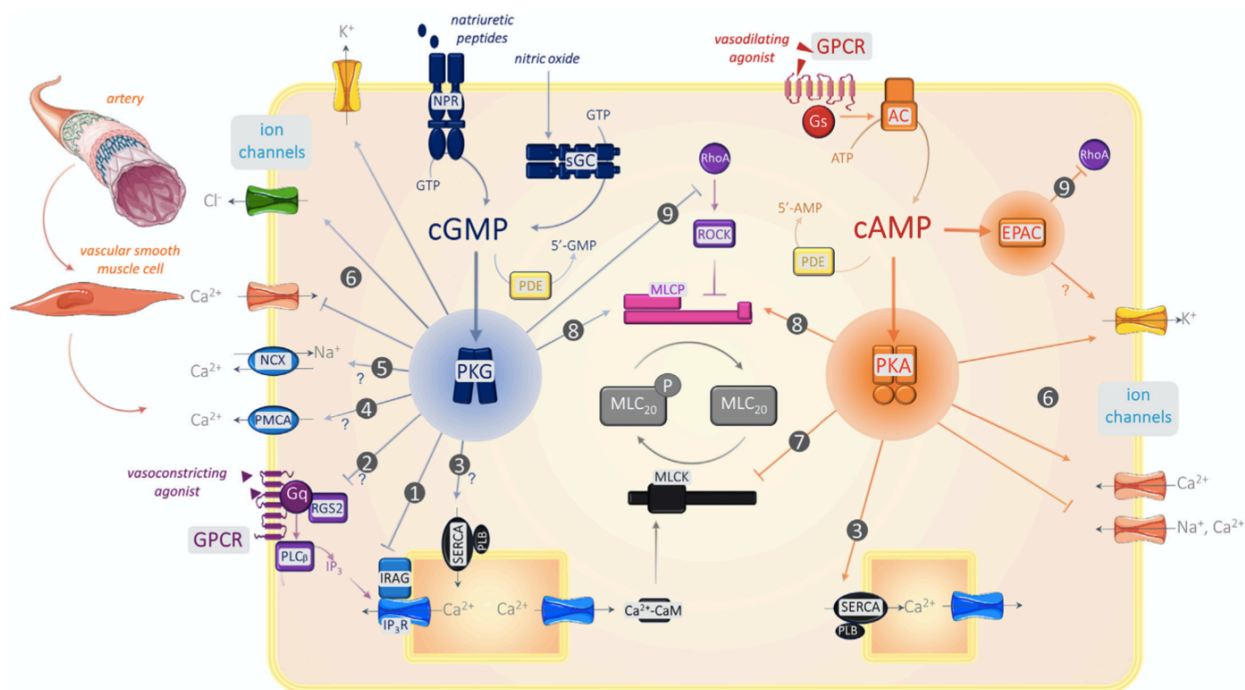 K+
natriuretic
peptides
nitric oxide
vasodilating
agonist
GPCR
artery
ion
channels
NPR
GTP
GTP
sGC
RhoA
Gs
AC
ATP
RhoA
9
Cl-
vascular smooth
muscle cell
cGMP
5'-GMP
PDE
9
ROCK
5'-AMP
PDE
cAMP
EPAC
?
Ca2+
6
MLCP
8
8
K+
NCX
Na+
Ca2+
5
?
PKG
PKA
6
MLC20
P
MLC20
ion
channels
Ca2+
PMCA
4
?
7
vasoconstricting
agonist
2
?
3
?
1
MLCK
Gq
RGS2
GPCR
PLCβ
IP3
SERCA
PLB
3
Ca2+
Na+, Ca2+
IRAG
IP3R
Ca2+
Ca2+
Ca2+-CaM
SERCA
PLB
Ca2+